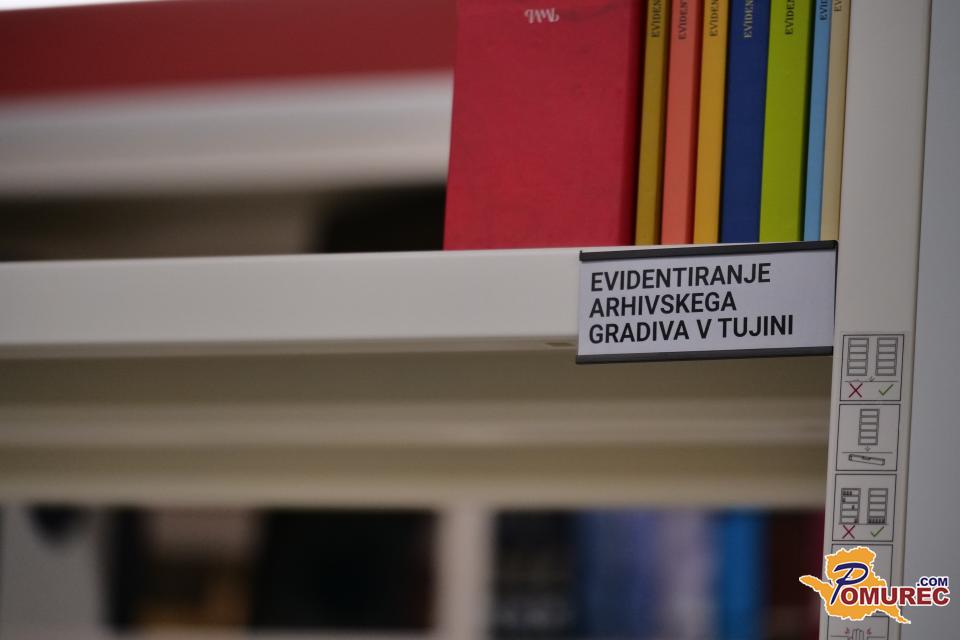 EVIDENTIRANJE
ARHIVSKEGA
GRADIVA V TUJINI
POMUREC
.COM